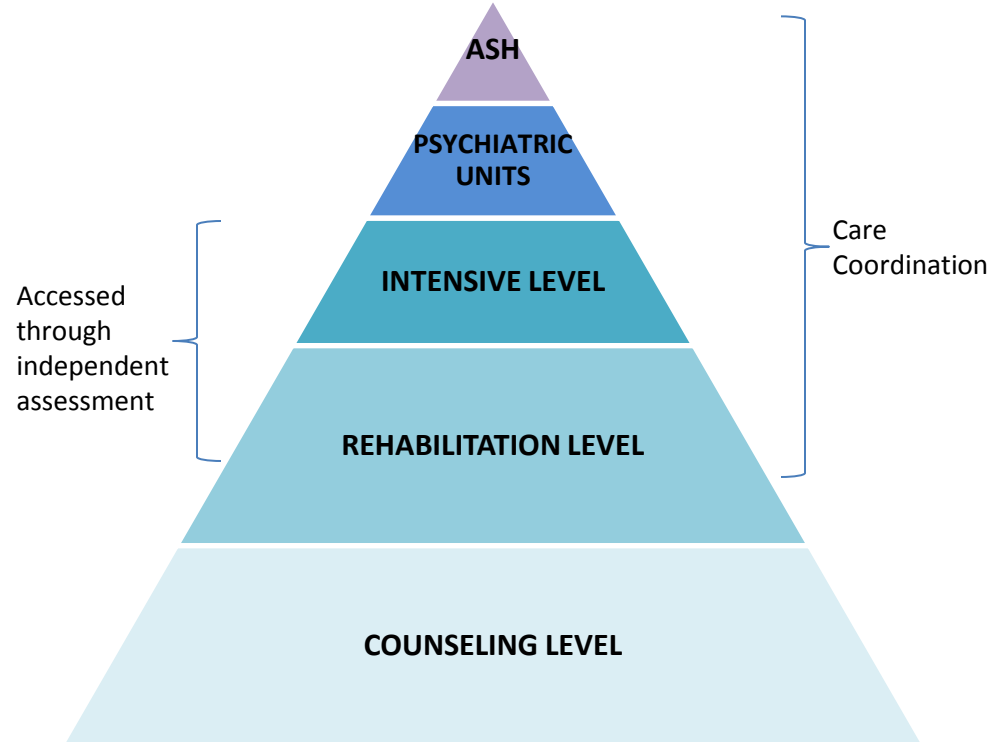 ASH
PSYCHIATRIC
UNITS
INTENSIVE LEVEL
REHABILITATION LEVEL
COUNSELING LEVEL
Accessed
through
independent
assessment
Care
Coordination